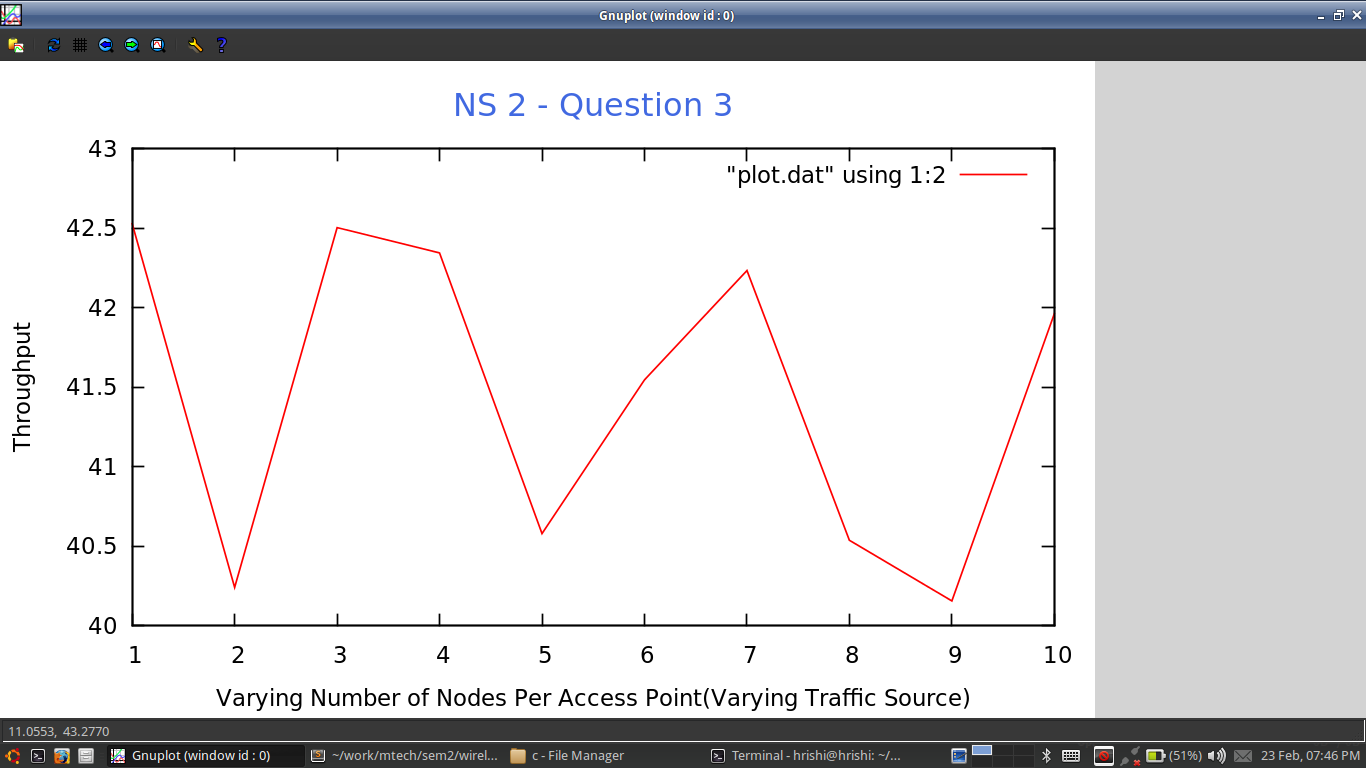 Gnuplot (window id : 0)
NS 2 - Question 3
"plot.dat" using 1:2
43
42.5
42
41.5
41
40.5
40
Throughput
1 2 3 4 5 6 7 8 9 10
Varying Number of Nodes Per Access Point(Varying Traffic Source)
11.0553, 43.2770
Gnuplot (window id : 0) ~/work/mtech/sem2/wirel... c - File Manager Terminal - hrishi@hrishi: ~/... (51%) 23 Feb, 07:46 PM